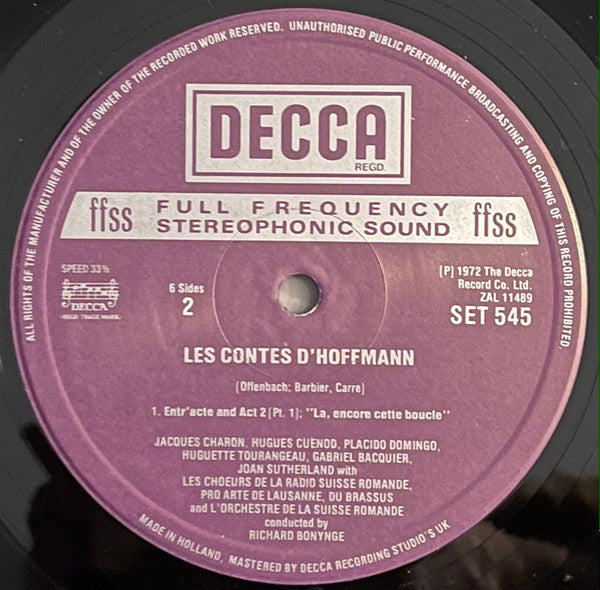 ALL RIGHTS OF THE MANUFACTURER AND OF THE OWNER OF THE RECORDED WORK RESERVED. UNAUTHORISED PUBLIC PERFORMANCE BROADCASTING AND COPYING OF THIS RECORD PROHIBITED.
DECCA
REGD.
ffss FULL FREQUENCY STEREOPHONIC SOUND ffss
SPEED 33⅓
DECCA
REGD TRADE MARK
6 Sides
2
[P] 1972 The Decca
Record Co. Ltd.
ZAL 11489
SET 545
LES CONTES D'HOFFMANN
(Offenbach; Barbier, Carre)
1. Entr'acte and Act 2 [Pt. 1]; "La, encore cette boucle"
JACQUES CHARON, HUGUES CUENOD, PLACIDO DOMINGO,
HUGUETTE TOURANGEAU, GABRIEL BACQUIER,
JOAN SUTHERLAND with
LES CHOEURS DE LA RADIO SUISSE ROMANDE,
PRO ARTE DE LAUSANNE, DU BRASSUS
and L'ORCHESTRE DE LA SUISSE ROMANDE
conducted by
RICHARD BONYNGE
MADE IN HOLLAND, MASTERED BY DECCA RECORDING STUDIO'S UK